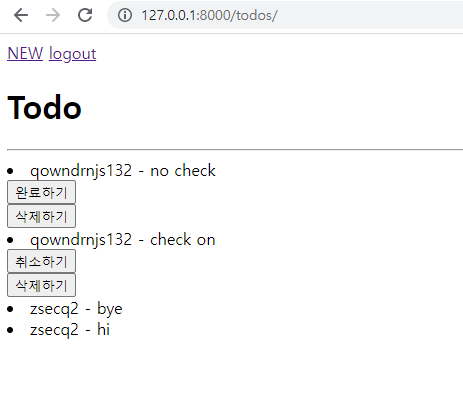 127.0.0.1:8000/todos/
NEW logout
Todo
qowndrnjs132 - no check
완료하기
삭제하기
qowndrnjs132 - check on
취소하기
삭제하기
zsecq2 - bye
zsecq2 - hi